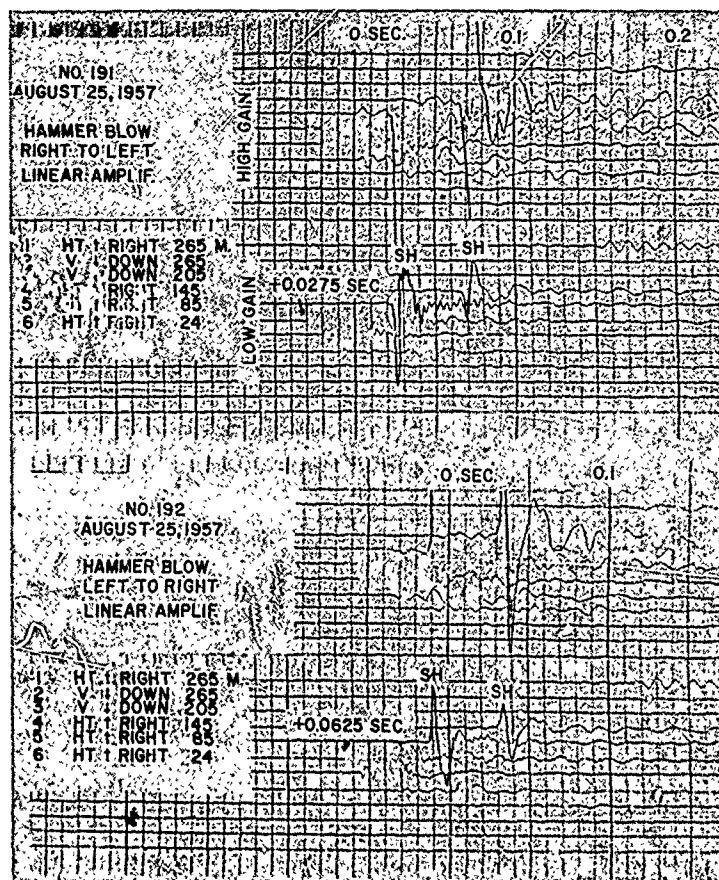 0 SEC. 0.1 0.2
NO. 191
AUGUST 25, 1957
HAMMER BLOW
RIGHT TO LEFT
LINEAR AMPLIF.
HIGH GAIN
1 HT ↑ RIGHT 265 M.
2 V ↓ DOWN 265
V ↓ DOWN 205
RIGHT 145
5 85
6 HT ↑ RIGHT 24
LOW GAIN
SH SH
+0.0275 SEC.
0 SEC. 0.1
NO. 192
AUGUST 25, 1957
HAMMER BLOW
LEFT TO RIGHT
LINEAR AMPLIF.
1 HT ↑ RIGHT 265 M.
2 V ↓ DOWN 265
3 V ↓ DOWN 205
4 HT ↑ RIGHT 145
5 HT ↑ RIGHT 85
6 HT ↑ RIGHT 24
SH SH
+0.0625 SEC.